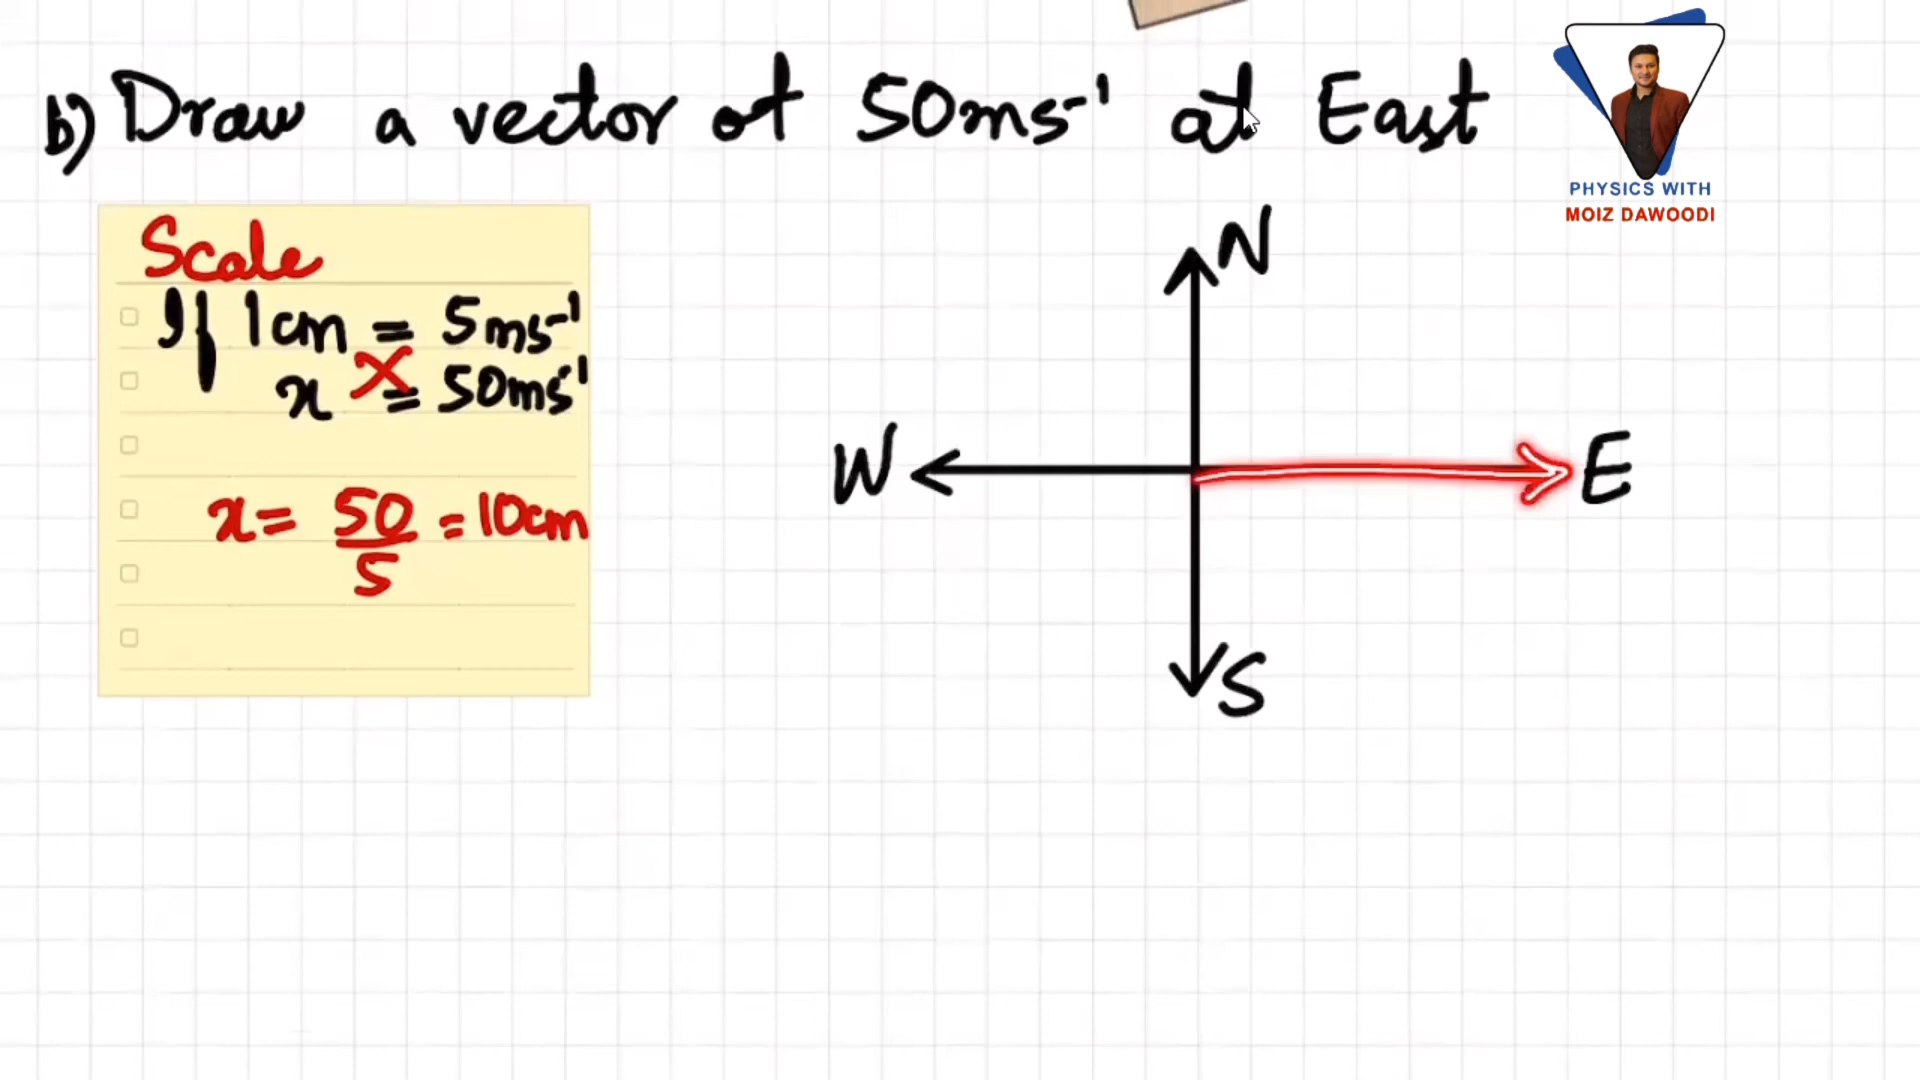 b) Draw a vector of 50ms⁻¹ at East
PHYSICS WITH
MOIZ DAWOODI
Scale
If 1cm = 5ms⁻¹
x = 50ms⁻¹
x = 50/5 = 10cm
N
W
E
S